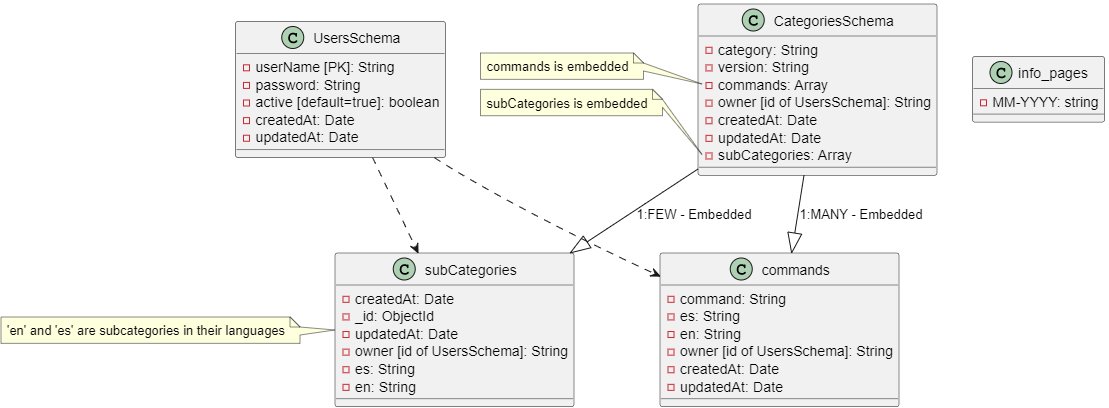 C UsersSchema
userName [PK]: String
password: String
active [default=true]: boolean
createdAt: Date
updatedAt: Date
commands is embedded
subCategories is embedded
C CategoriesSchema
category: String
version: String
commands: Array
owner [id of UsersSchema]: String
createdAt: Date
updatedAt: Date
subCategories: Array
C info_pages
MM-YYYY: string
1:FEW - Embedded
1:MANY - Embedded
'en' and 'es' are subcategories in their languages
C subCategories
createdAt: Date
_id: ObjectId
updatedAt: Date
owner [id of UsersSchema]: String
es: String
en: String
C commands
command: String
es: String
en: String
owner [id of UsersSchema]: String
createdAt: Date
updatedAt: Date